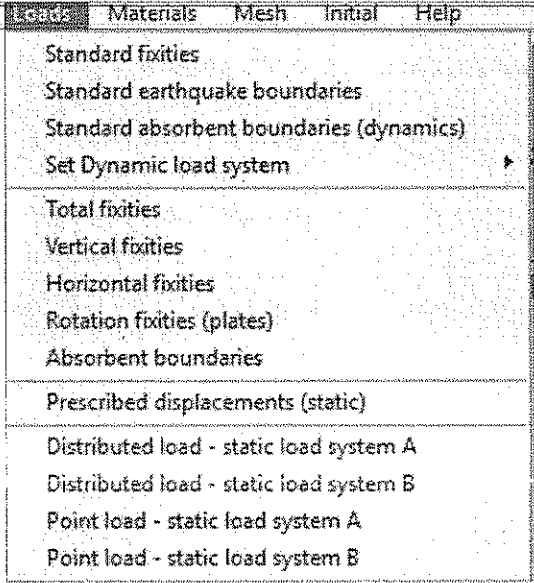 Loads Materials Mesh Initial Help
Standard fixities
Standard earthquake boundaries
Standard absorbent boundaries (dynamics)
Set Dynamic load system
Total fixities
Vertical fixities
Horizontal fixities
Rotation fixities (plates)
Absorbent boundaries
Prescribed displacements (static)
Distributed load - static load system A
Distributed load - static load system B
Point load - static load system A
Point load - static load system B